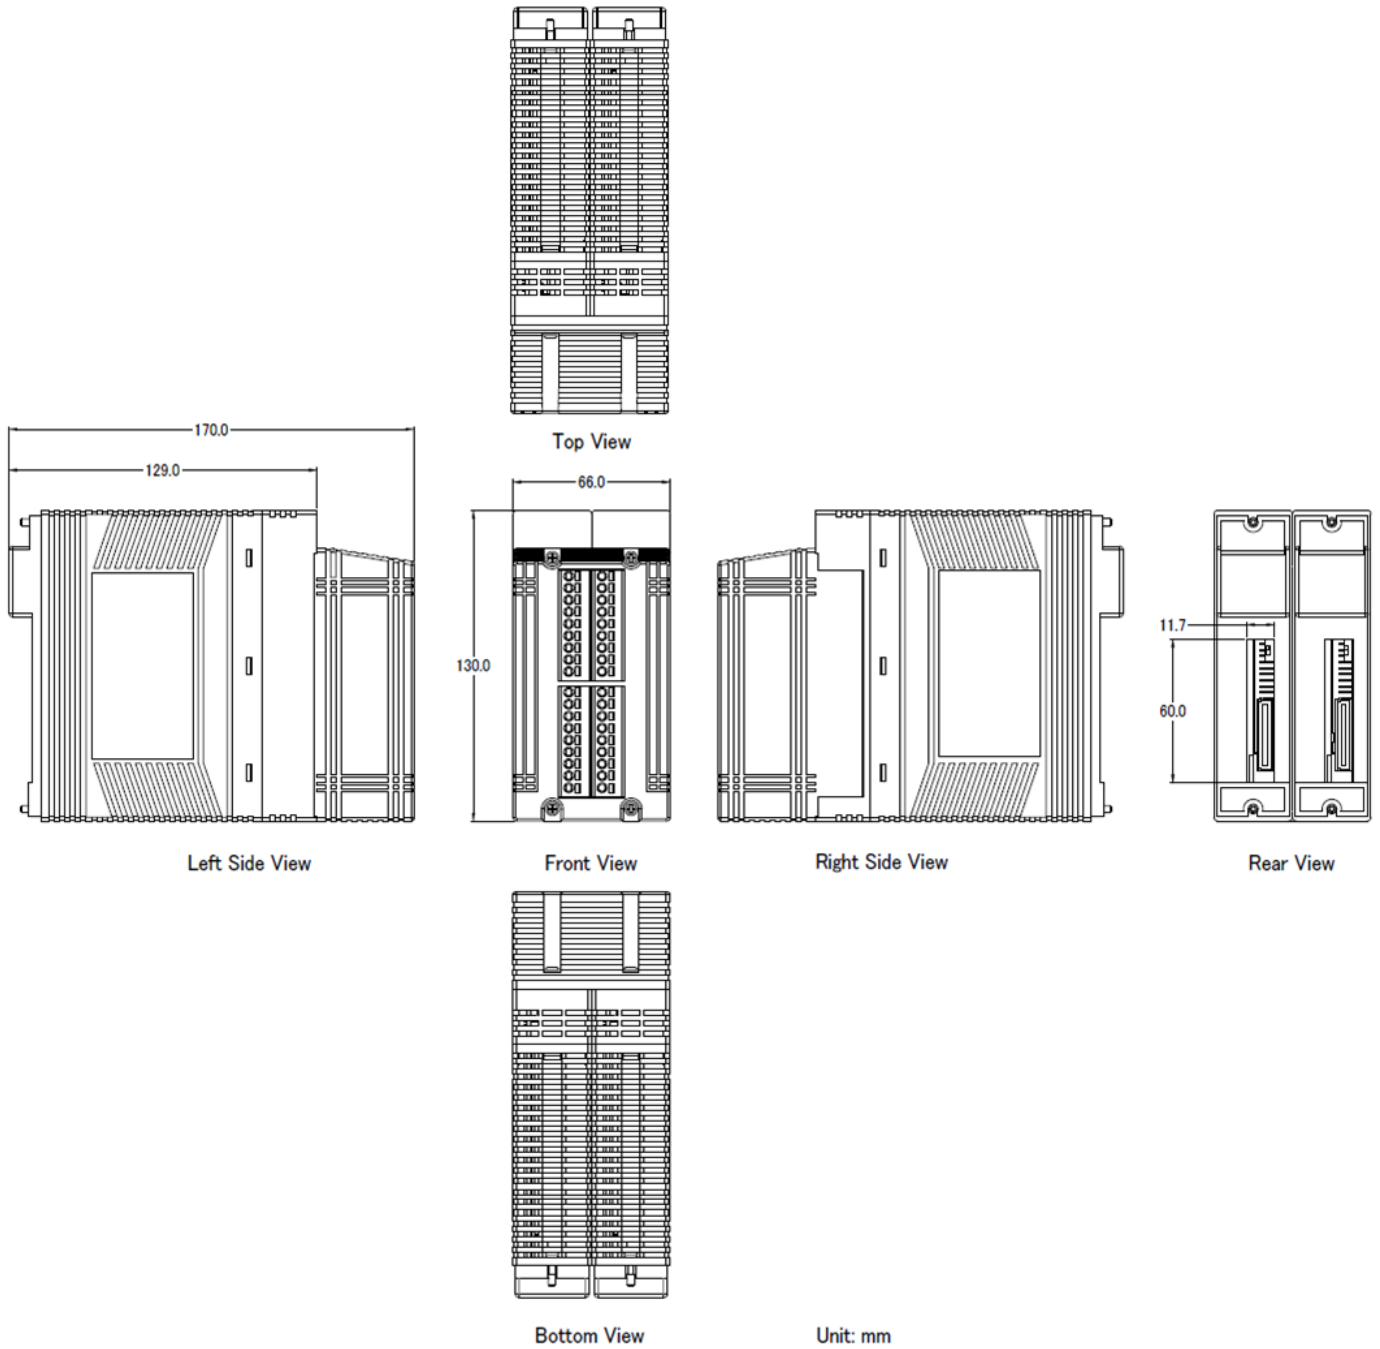 Top View
170.0
129.0
66.0
130.0
11.7
60.0
Left Side View
Front View
Right Side View
Rear View
Bottom View
Unit: mm